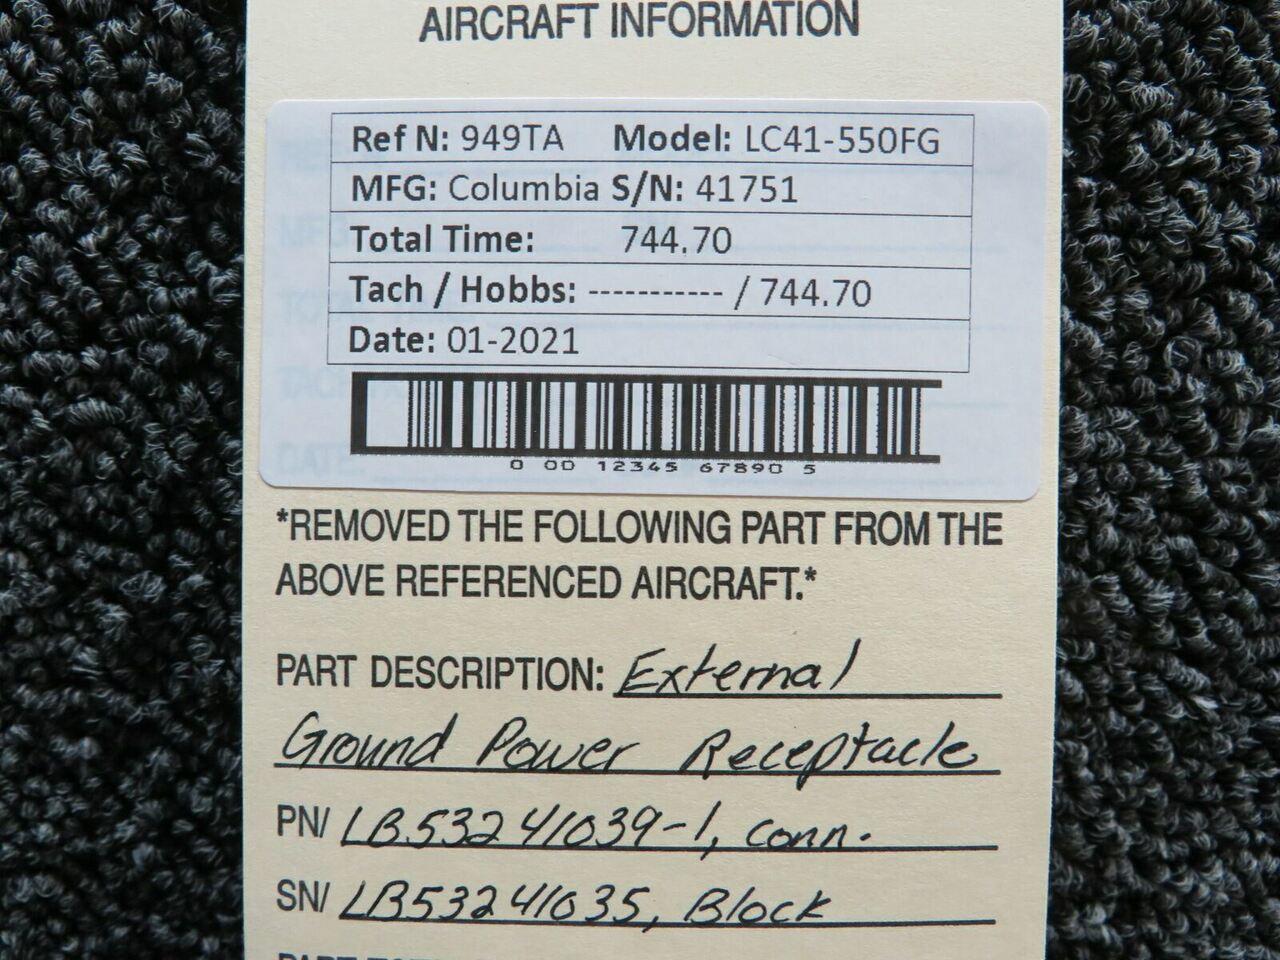 AIRCRAFT INFORMATION
Ref N: 949TA Model: LC41-550FG
MFG: Columbia S/N: 41751
Total Time: 744.70
Tach / Hobbs: ----------- / 744.70
Date: 01-2021
0 00 12345 67890 5
*REMOVED THE FOLLOWING PART FROM THE
ABOVE REFERENCED AIRCRAFT.*
PART DESCRIPTION: External
Ground Power Receptacle
PN/ LB53241039-1, conn.
SN/ LB53241035, Block